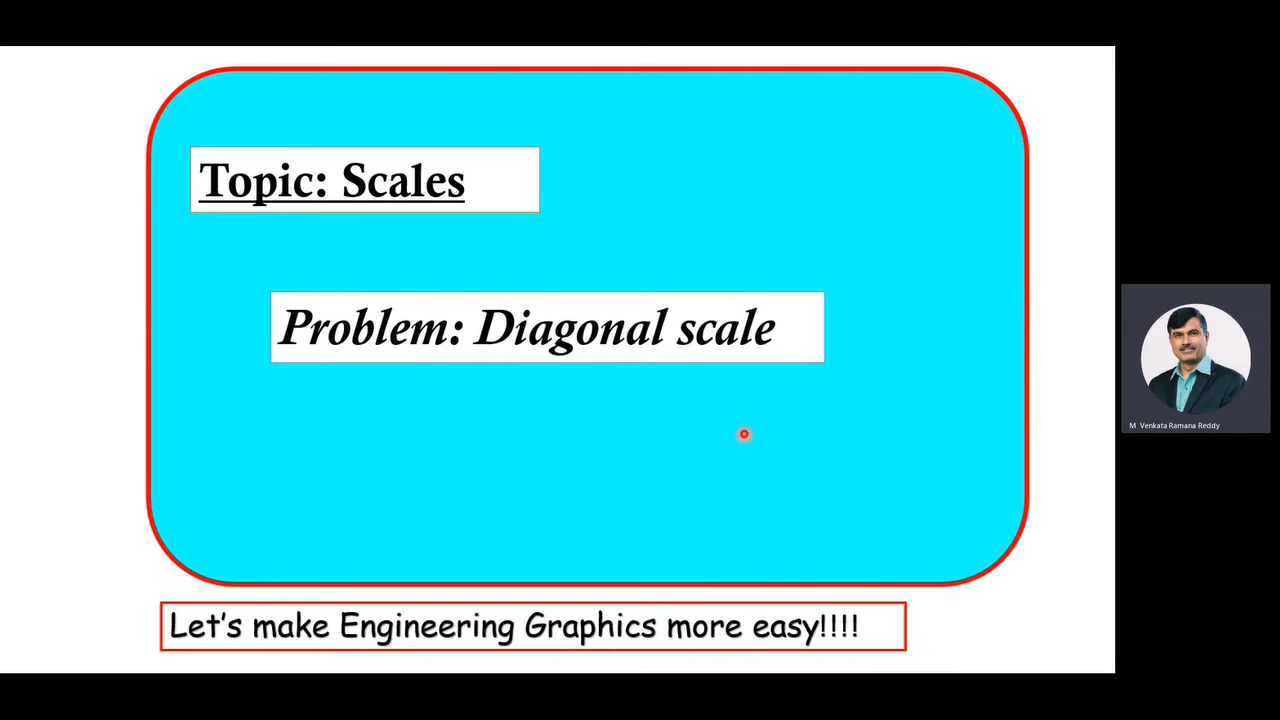 Topic: Scales
Problem: Diagonal scale
M Venkata Ramana Reddy
Let's make Engineering Graphics more easy!!!!